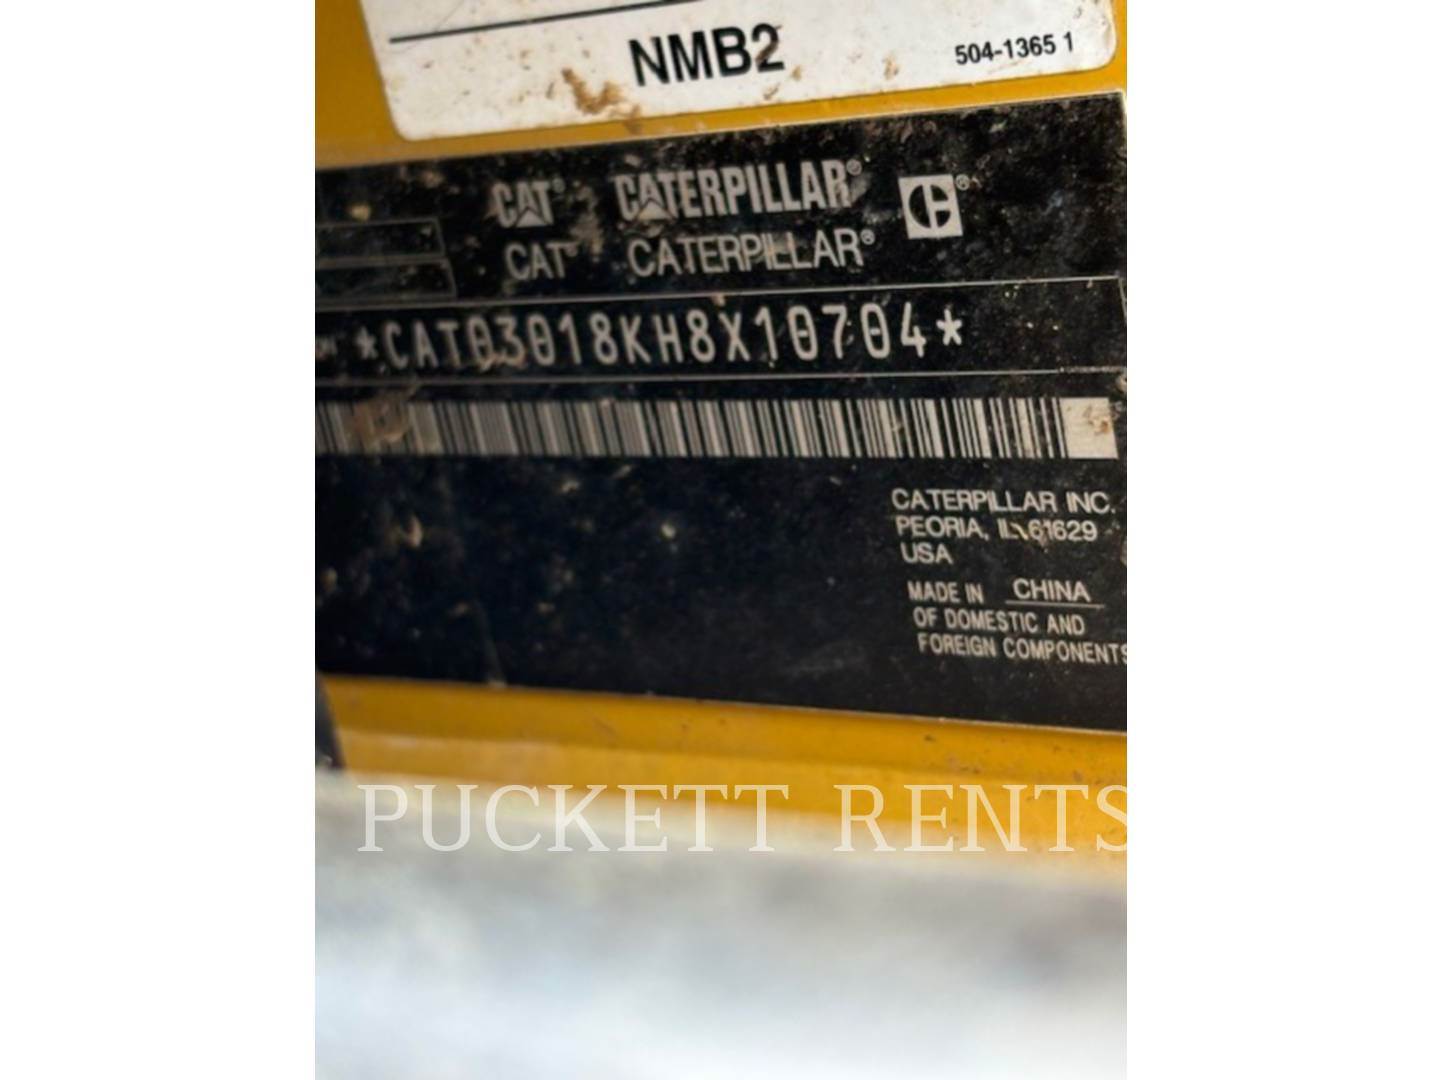 NMB2
504-1365 1
CAT® CATERPILLAR® C®
CAT® CATERPILLAR®
*CAT03018KH8X10704*
CATERPILLAR INC.
PEORIA, IL 61629
USA
MADE IN CHINA
OF DOMESTIC AND
FOREIGN COMPONENTS
PUCKETT RENTS